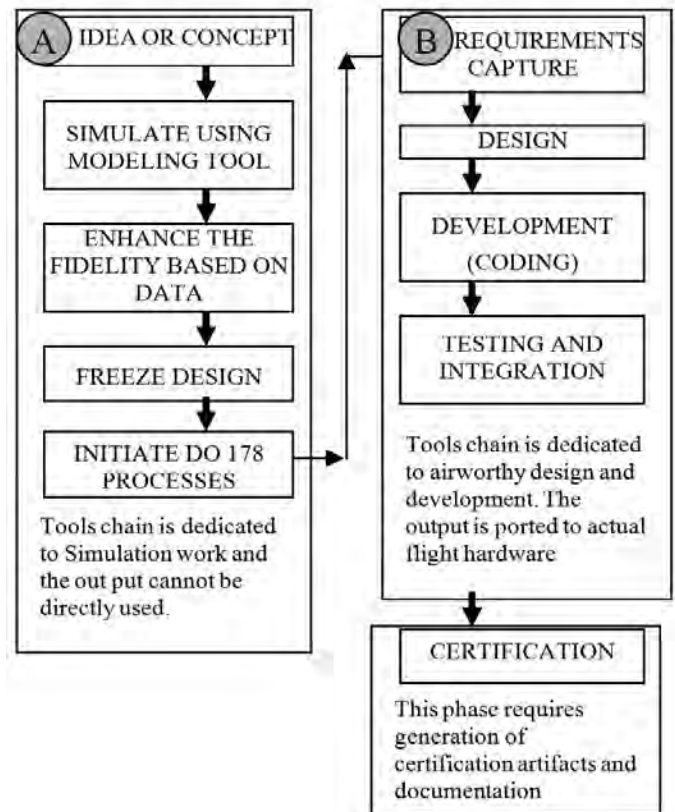 A IDEA OR CONCEPT
SIMULATE USING
MODELING TOOL
ENHANCE THE
FIDELITY BASED ON
DATA
FREEZE DESIGN
INITIATE DO 178
PROCESSES
Tools chain is dedicated
to Simulation work and
the out put cannot be
directly used.
B REQUIREMENTS
CAPTURE
DESIGN
DEVELOPMENT
(CODING)
TESTING AND
INTEGRATION
Tools chain is dedicated
to airworthy design and
development. The
output is ported to actual
flight hardware
CERTIFICATION
This phase requires
generation of
certification artifacts and
documentation